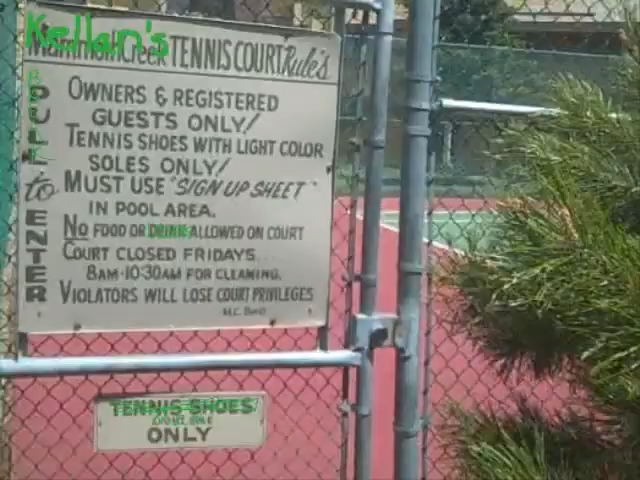 Kellan's
Mammoth Creek TENNIS COURT Rule's
PULL to ENTER
OWNERS & REGISTERED
GUESTS ONLY!
TENNIS SHOES WITH LIGHT COLOR
SOLES ONLY!
MUST USE "SIGN UP SHEET"
IN POOL AREA.
NO FOOD OR DRINK ALLOWED ON COURT
COURT CLOSED FRIDAYS
8AM-10:30AM FOR CLEANING.
VIOLATORS WILL LOSE COURT PRIVILEGES
TENNIS SHOES
ONLY